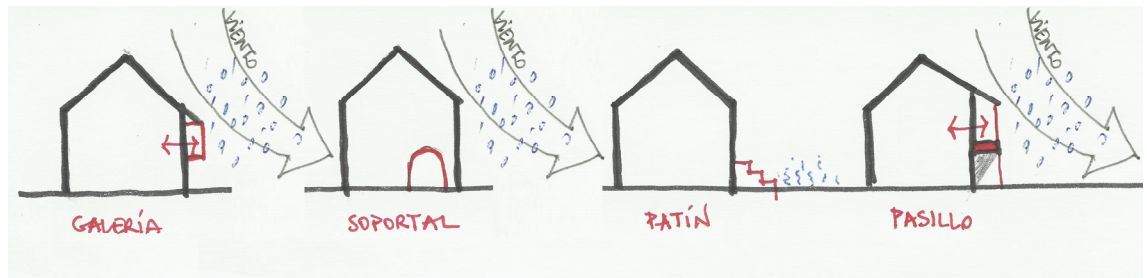 VIENTO
VIENTO
VIENTO
GALERÍA
SOPORTAL
PATÍN
PASILLO